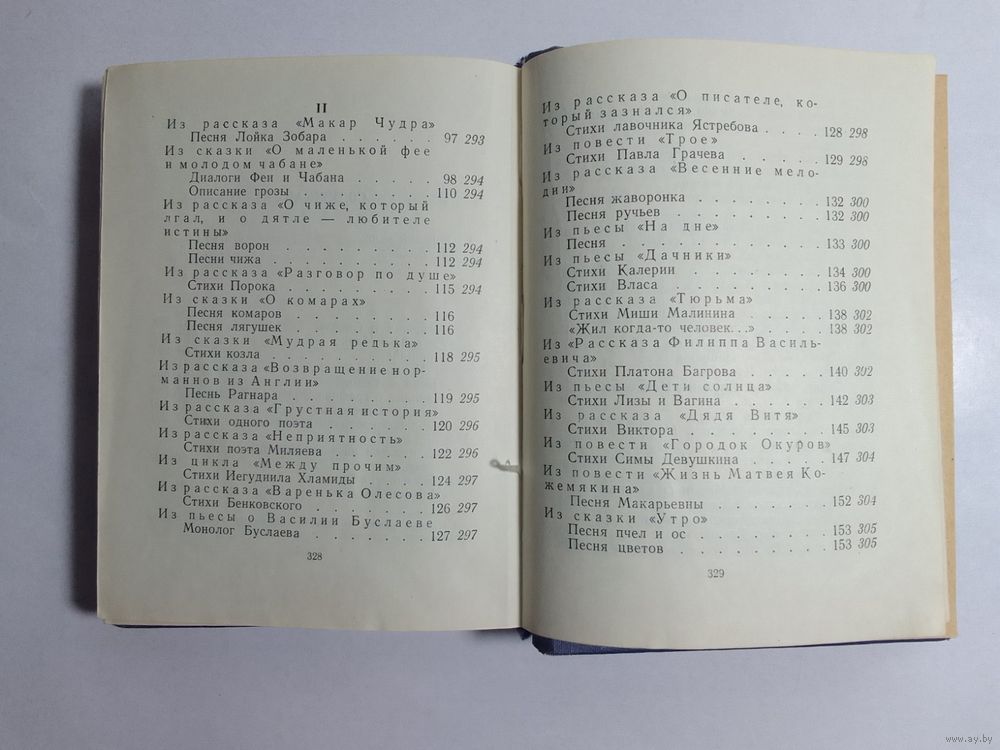 II
Из рассказа «Макар Чудра»
Песня Лойка Зобара . . . . . . 97 293
Из сказки «О маленькой фее
и молодом чабане»
Диалоги Феи и Чабана . . . . . 98 294
Описание грозы . . . . . . . . 110 294
Из рассказа «О чиже, который
лгал, и о дятле — любителе
истины»
Песня ворон . . . . . . . . . 112 294
Песни чижа . . . . . . . . . . 112 294
Из рассказа «Разговор по душе»
Стихи Порока . . . . . . . . . 115 294
Из сказки «О комарах»
Песня комаров . . . . . . . . 116
Песня лягушек . . . . . . . . 116
Из сказки «Мудрая редька»
Стихи козла . . . . . . . . . . 118 295
Из рассказа «Возвращение нор-
маннов из Англии»
Песнь Рагнара . . . . . . . . 119 295
Из рассказа «Грустная история»
Стихи одного поэта . . . . . . 120 296
Из рассказа «Неприятность»
Стихи поэта Миляева . . . . . 122 296
Из цикла «Между прочим»
Стихи Иегудиила Хламиды . . . . 124 297
Из рассказа «Варенька Олесова»
Стихи Бенковского . . . . . . . 126 297
Из пьесы о Василии Буслаеве
Монолог Буслаева . . . . . . . 127 297
328
Из рассказа «О писателе, ко-
торый зазнался»
Стихи лавочника Ястребова . . . . 128 298
Из повести «Трое»
Стихи Павла Грачева . . . . . 129 298
Из рассказа «Весенние мело-
дии»
Песня жаворонка . . . . . . . 132 300
Песня ручьев . . . . . . . . . 132 300
Из пьесы «На дне»
Песня . . . . . . . . . . . . 133 300
Из пьесы «Дачники»
Стихи Калерии . . . . . . . . 134 300
Стихи Власа . . . . . . . . . 136 300
Из рассказа «Тюрьма»
Стихи Миши Малинина . . . . . 138 302
«Жил когда-то человек...» . . . . 138 302
Из «Рассказа Филиппа Василь-
евича»
Стихи Платона Багрова . . . . . 140 302
Из пьесы «Дети солнца»
Стихи Лизы и Вагина . . . . . 142 303
Из рассказа «Дядя Витя»
Стихи Виктора . . . . . . . . 145 303
Из повести «Городок Окуров»
Стихи Симы Девушкина . . . . . 147 304
Из повести «Жизнь Матвея Ко-
жемякина»
Песня Макарьевны . . . . . . . 152 304
Из сказки «Утро»
Песня пчел и ос . . . . . . . . 153 305
Песня цветов . . . . . . . . . 153 305
329
www.ay.by